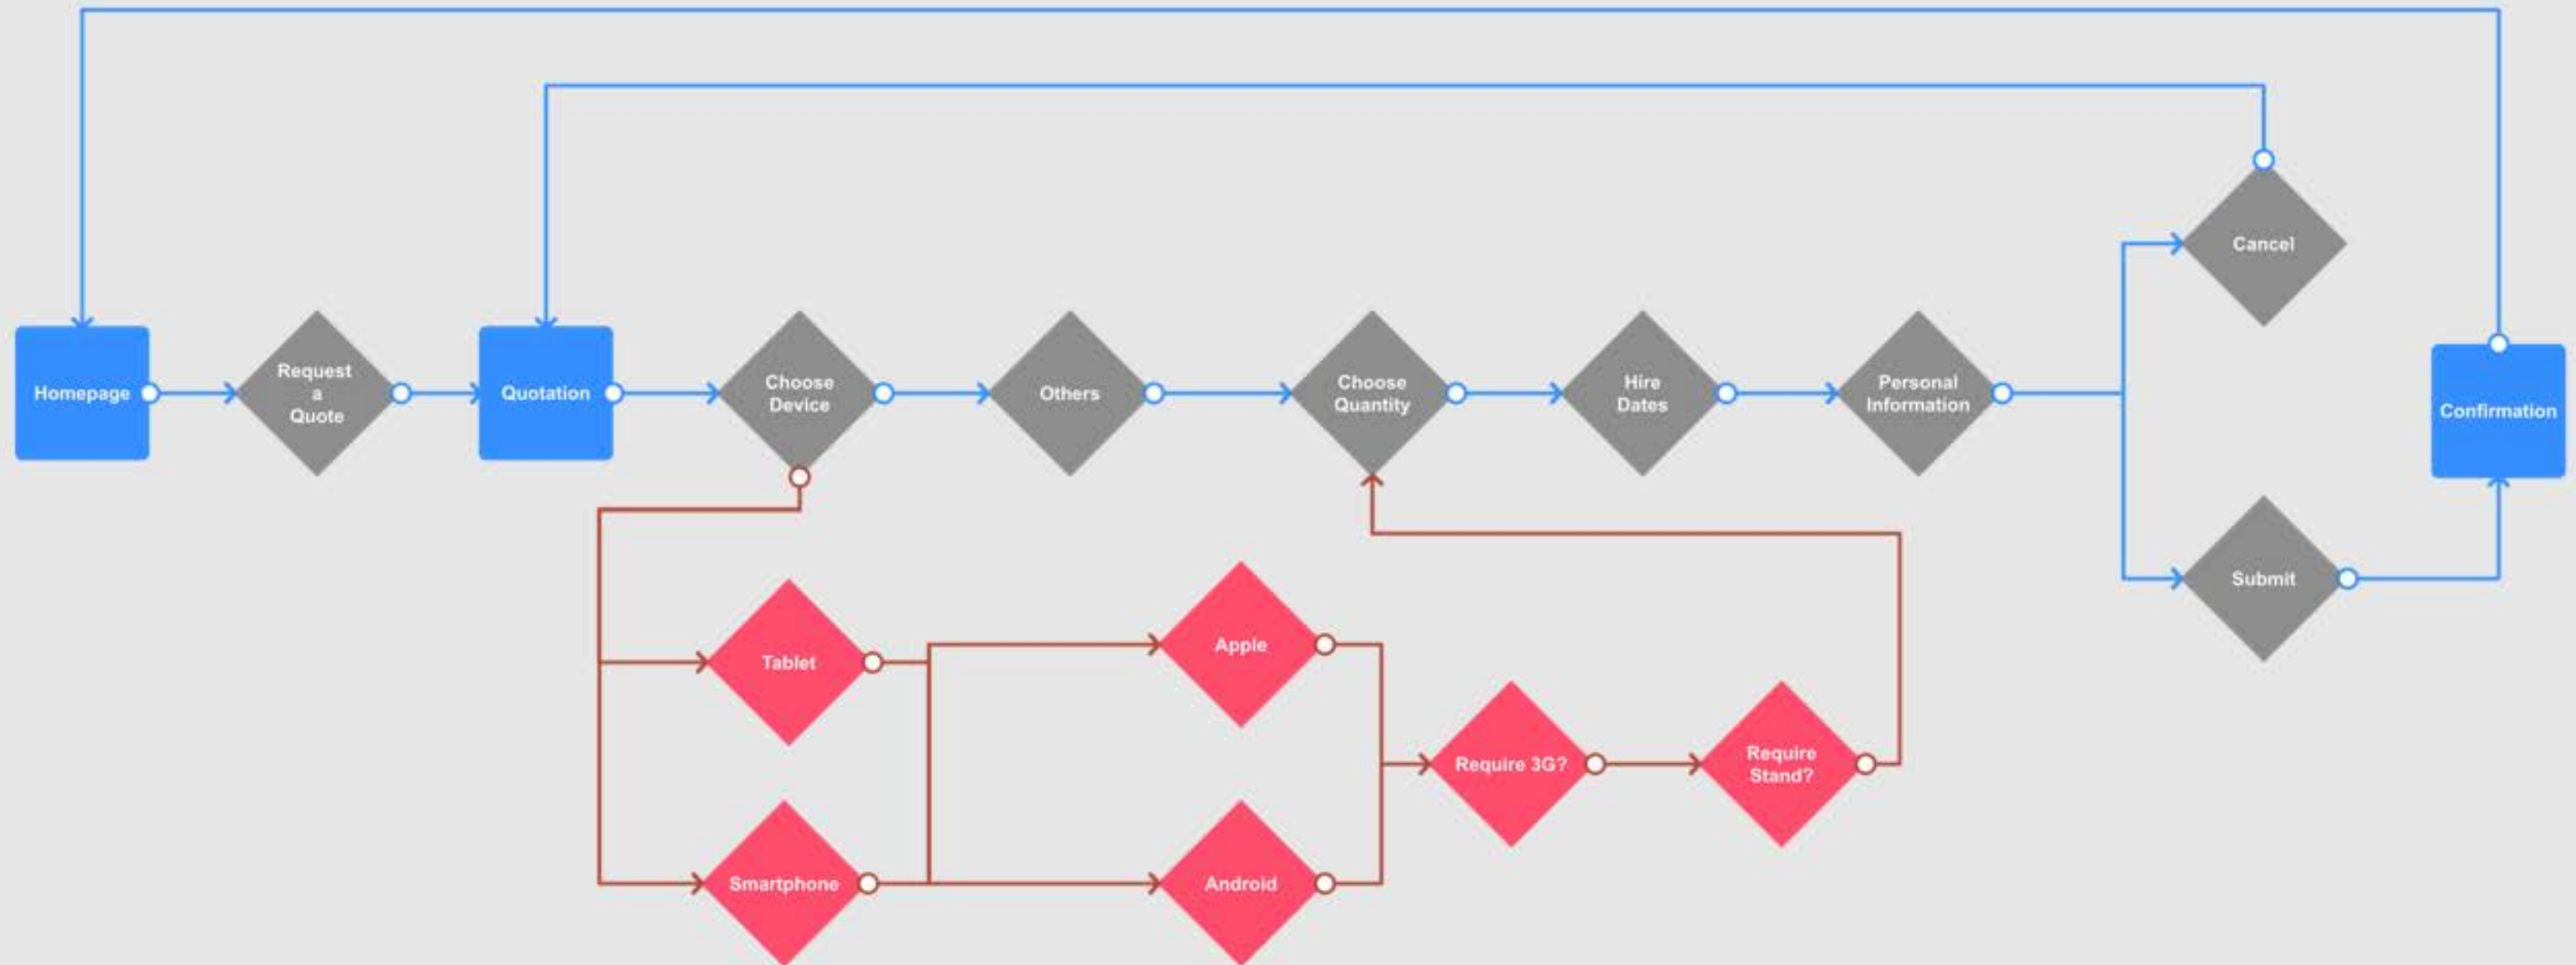 Cancel
Homepage
Request
a
Quote
Quotation
Choose
Device
Others
Choose
Quantity
Hire
Dates
Personal
Information
Confirmation
Submit
Tablet
Apple
Require 3G?
Require
Stand?
Smartphone
Android